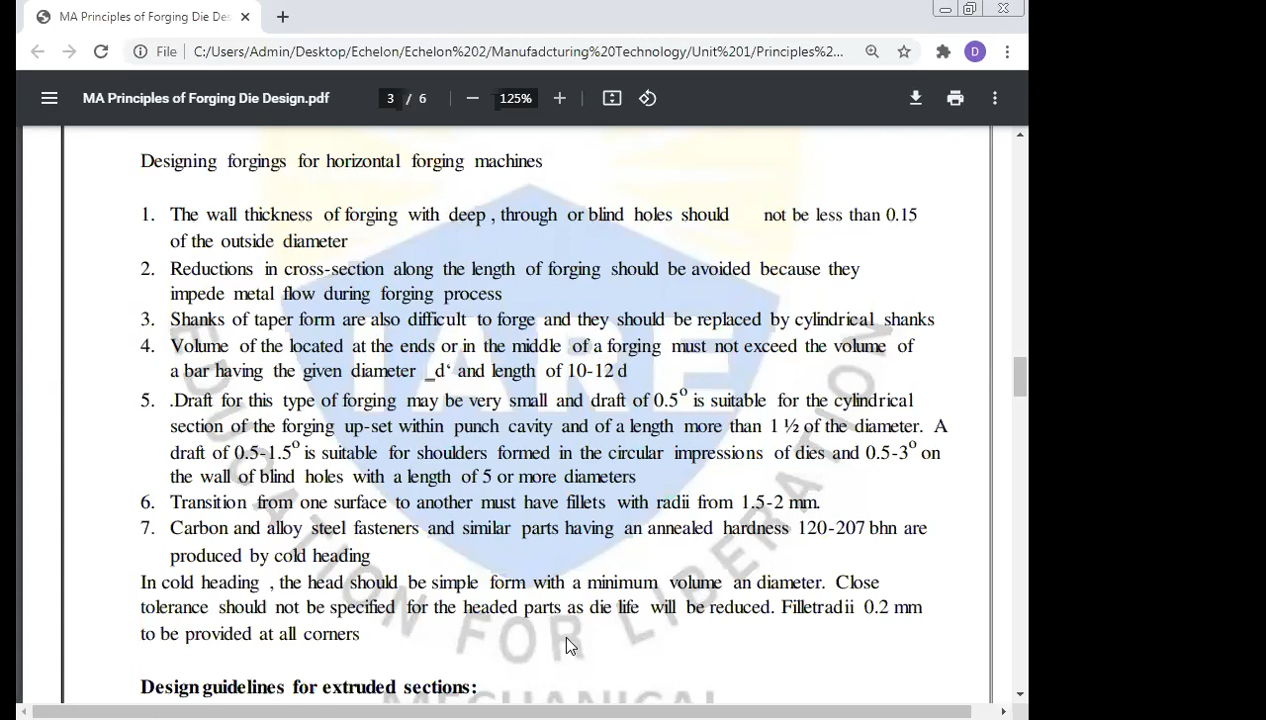 MA Principles of Forging Die Des
File C:/Users/Admin/Desktop/Echelon/Echelon%202/Manufadcturing%20Technology/Unit%201/Principles%2...
D
MA Principles of Forging Die Design.pdf 3 / 6 125%
Designing forgings for horizontal forging machines
1. The wall thickness of forging with deep , through or blind holes should not be less than 0.15
of the outside diameter
2. Reductions in cross-section along the length of forging should be avoided because they
impede metal flow during forging process
3. Shanks of taper form are also difficult to forge and they should be replaced by cylindrical shanks
4. Volume of the located at the ends or in the middle of a forging must not exceed the volume of
a bar having the given diameter _d‘ and length of 10-12 d
5. .Draft for this type of forging may be very small and draft of 0.5° is suitable for the cylindrical
section of the forging up-set within punch cavity and of a length more than 1 ½ of the diameter. A
draft of 0.5-1.5° is suitable for shoulders formed in the circular impressions of dies and 0.5-3° on
the wall of blind holes with a length of 5 or more diameters
6. Transition from one surface to another must have fillets with radii from 1.5-2 mm.
7. Carbon and alloy steel fasteners and similar parts having an annealed hardness 120-207 bhn are
produced by cold heading
In cold heading , the head should be simple form with a minimum volume an diameter. Close
tolerance should not be specified for the headed parts as die life will be reduced. Filletradii 0.2 mm
to be provided at all corners
Design guidelines for extruded sections:
IARE
EDUCATION FOR LIBERATION
MECHANICAL